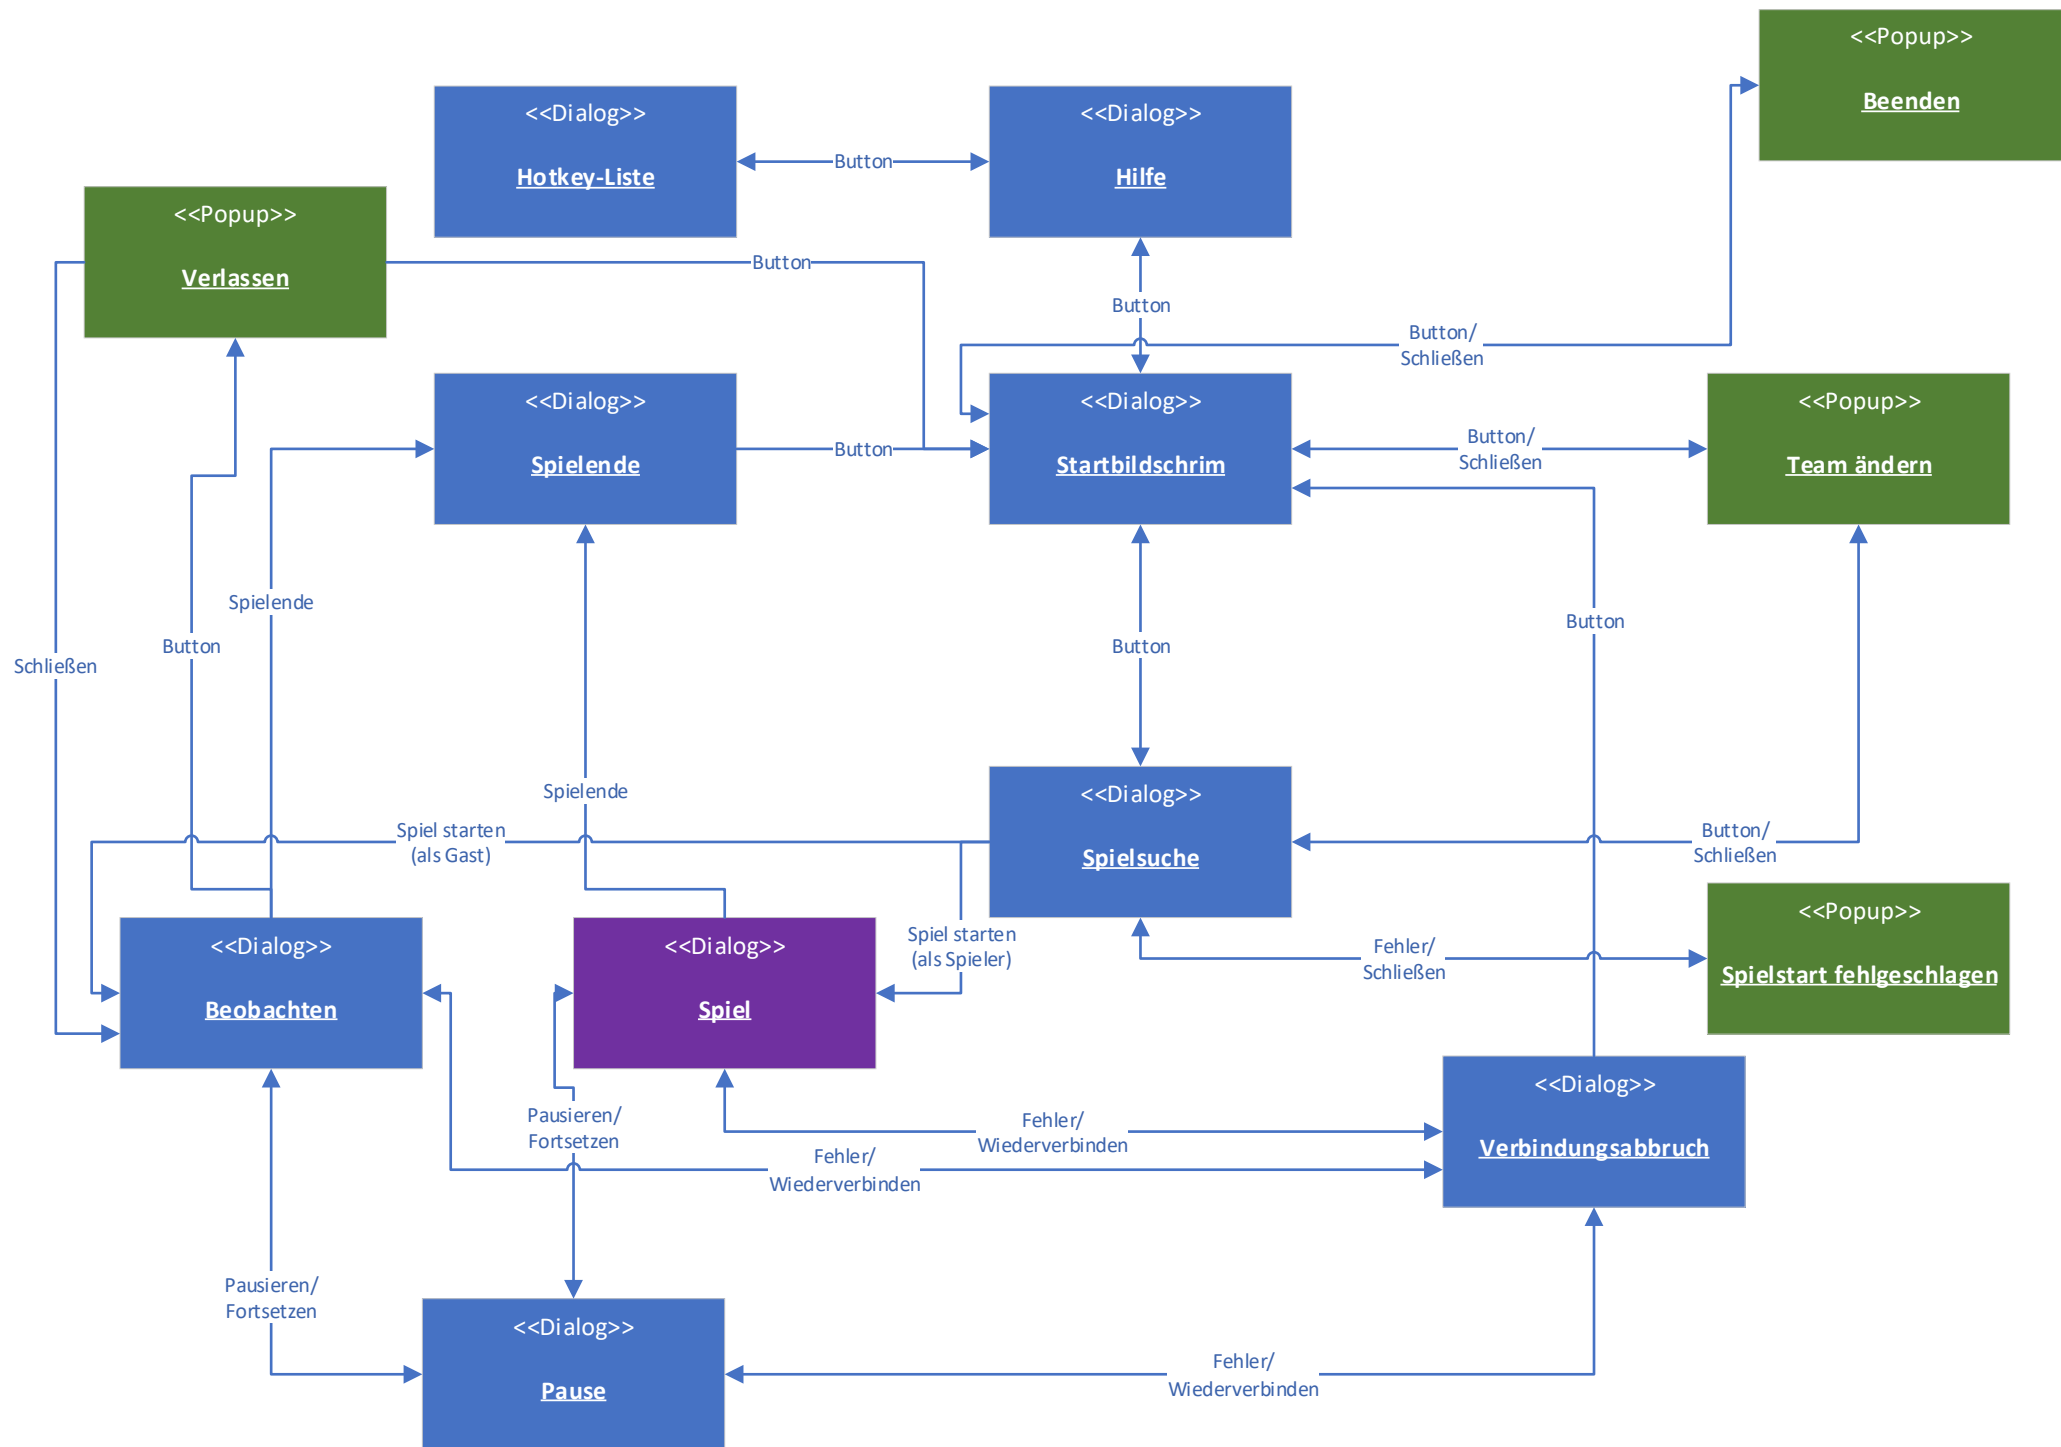 <<Popup>>
Beenden
<<Dialog>>
Hotkey-Liste
Button
<<Dialog>>
Hilfe
<<Popup>>
Verlassen
Button
Button
Button/
Schließen
<<Dialog>>
Spielende
Button
<<Dialog>>
Startbildschrim
Button/
Schließen
<<Popup>>
Team ändern
Spielende
Button
Schließen
Button
Button
Spielende
Spiel starten
(als Gast)
<<Dialog>>
Spielsuche
Button/
Schließen
<<Dialog>>
Beobachten
<<Dialog>>
Spiel
Spiel starten
(als Spieler)
Fehler/
Schließen
<<Popup>>
Spielstart fehlgeschlagen
Pausieren/
Fortsetzen
Fehler/
Wiederverbinden
Fehler/
Wiederverbinden
<<Dialog>>
Verbindungsabbruch
Pausieren/
Fortsetzen
<<Dialog>>
Pause
Fehler/
Wiederverbinden